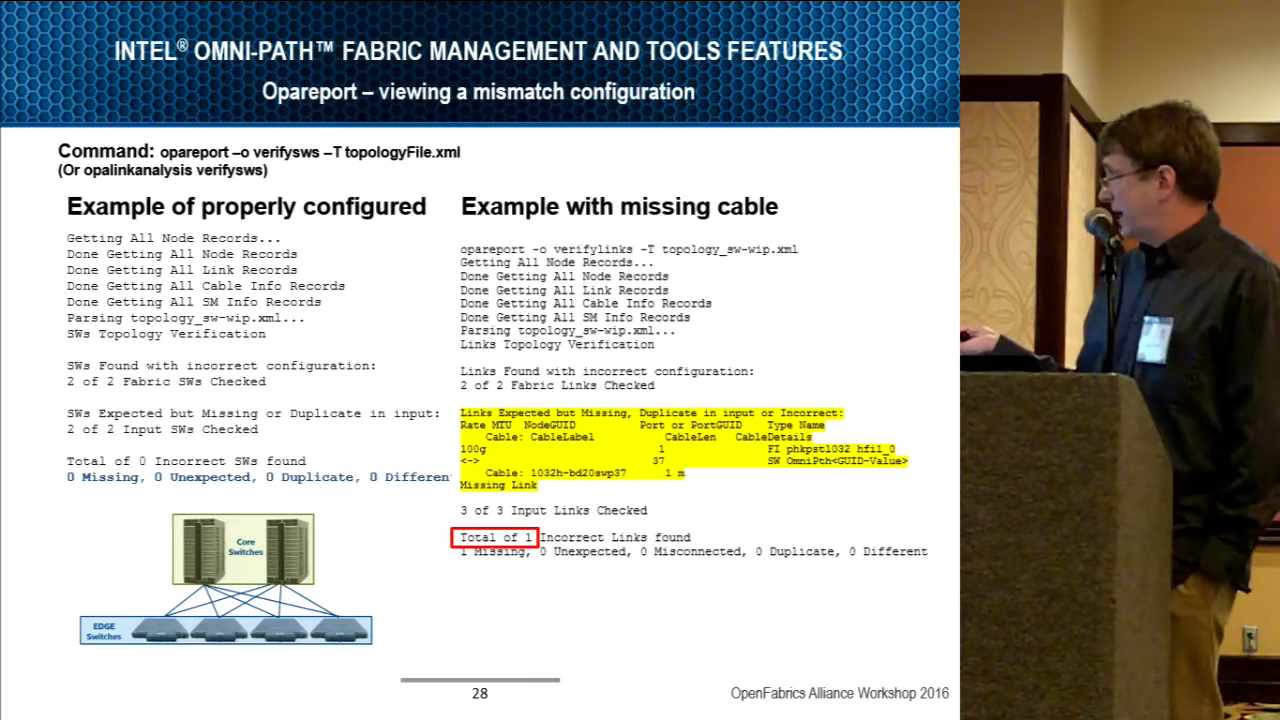 INTEL® OMNI-PATH™ FABRIC MANAGEMENT AND TOOLS FEATURES
Opareport – viewing a mismatch configuration
Command: opareport –o verifysws –T topologyFile.xml
(Or opalinkanalysis verifysws)
Example of properly configured
Getting All Node Records...
Done Getting All Node Records
Done Getting All Link Records
Done Getting All Cable Info Records
Done Getting All SM Info Records
Parsing topology_sw-wip.xml...
SWs Topology Verification
SWs Found with incorrect configuration:
2 of 2 Fabric SWs Checked
SWs Expected but Missing or Duplicate in input:
2 of 2 Input SWs Checked
Total of 0 Incorrect SWs found
0 Missing, 0 Unexpected, 0 Duplicate, 0 Differen
Core
Switches
EDGE
Switches
Example with missing cable
opareport -o verifylinks -T topology_sw-wip.xml
Getting All Node Records...
Done Getting All Node Records
Done Getting All Link Records
Done Getting All Cable Info Records
Done Getting All SM Info Records
Parsing topology_sw-wip.xml...
Links Topology Verification
Links Found with incorrect configuration:
2 of 2 Fabric Links Checked
Links Expected but Missing, Duplicate in input or Incorrect:
Rate MTU NodeGUID Port or PortGUID Type Name
Cable: CableLabel CableLen CableDetails
100g 1 FI phkpstl032 hfi1_0
<-> 37 SW OmniPth<GUID-Value>
Cable: 1032h-bd20swp37 1 m
Missing Link
3 of 3 Input Links Checked
Total of 1 Incorrect Links found
1 Missing, 0 Unexpected, 0 Misconnected, 0 Duplicate, 0 Different
28
OpenFabrics Alliance Workshop 2016